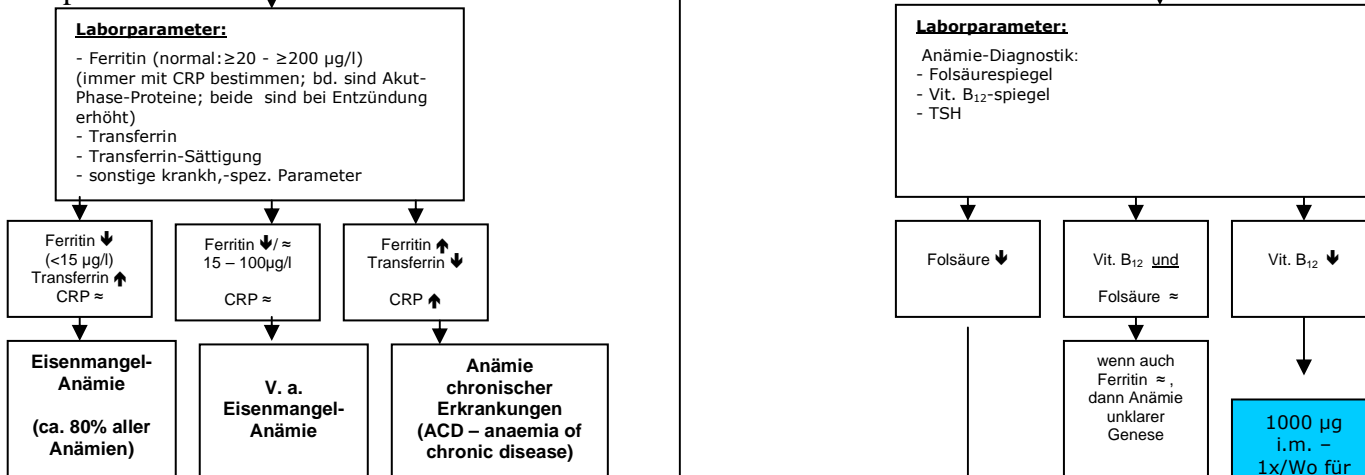 Laborparameter:
- Ferritin (normal:≥20 - ≥200 µg/l)
(immer mit CRP bestimmen; bd. sind Akut-
Phase-Proteine; beide sind bei Entzündung
erhöht)
- Transferrin
- Transferrin-Sättigung
- sonstige krankh,-spez. Parameter
Ferritin 🡻
(<15 µg/l)
Transferrin 🡹
CRP ≈
Ferritin 🡻/ ≈
15 – 100µg/l
CRP ≈
Ferritin 🡹
Transferrin 🡻
CRP 🡹
Eisenmangel-
Anämie
(ca. 80% aller
Anämien)
V. a.
Eisenmangel-
Anämie
Anämie
chronischer
Erkrankungen
(ACD – anaemia of
chronic disease)
Laborparameter:
Anämie-Diagnostik:
- Folsäurespiegel
- Vit. B₁₂-spiegel
- TSH
Folsäure 🡻
Vit. B₁₂ und
Folsäure ≈
Vit. B₁₂ 🡻
wenn auch
Ferritin ≈ ,
dann Anämie
unklarer
Genese
1000 µg
i.m. –
1x/Wo für